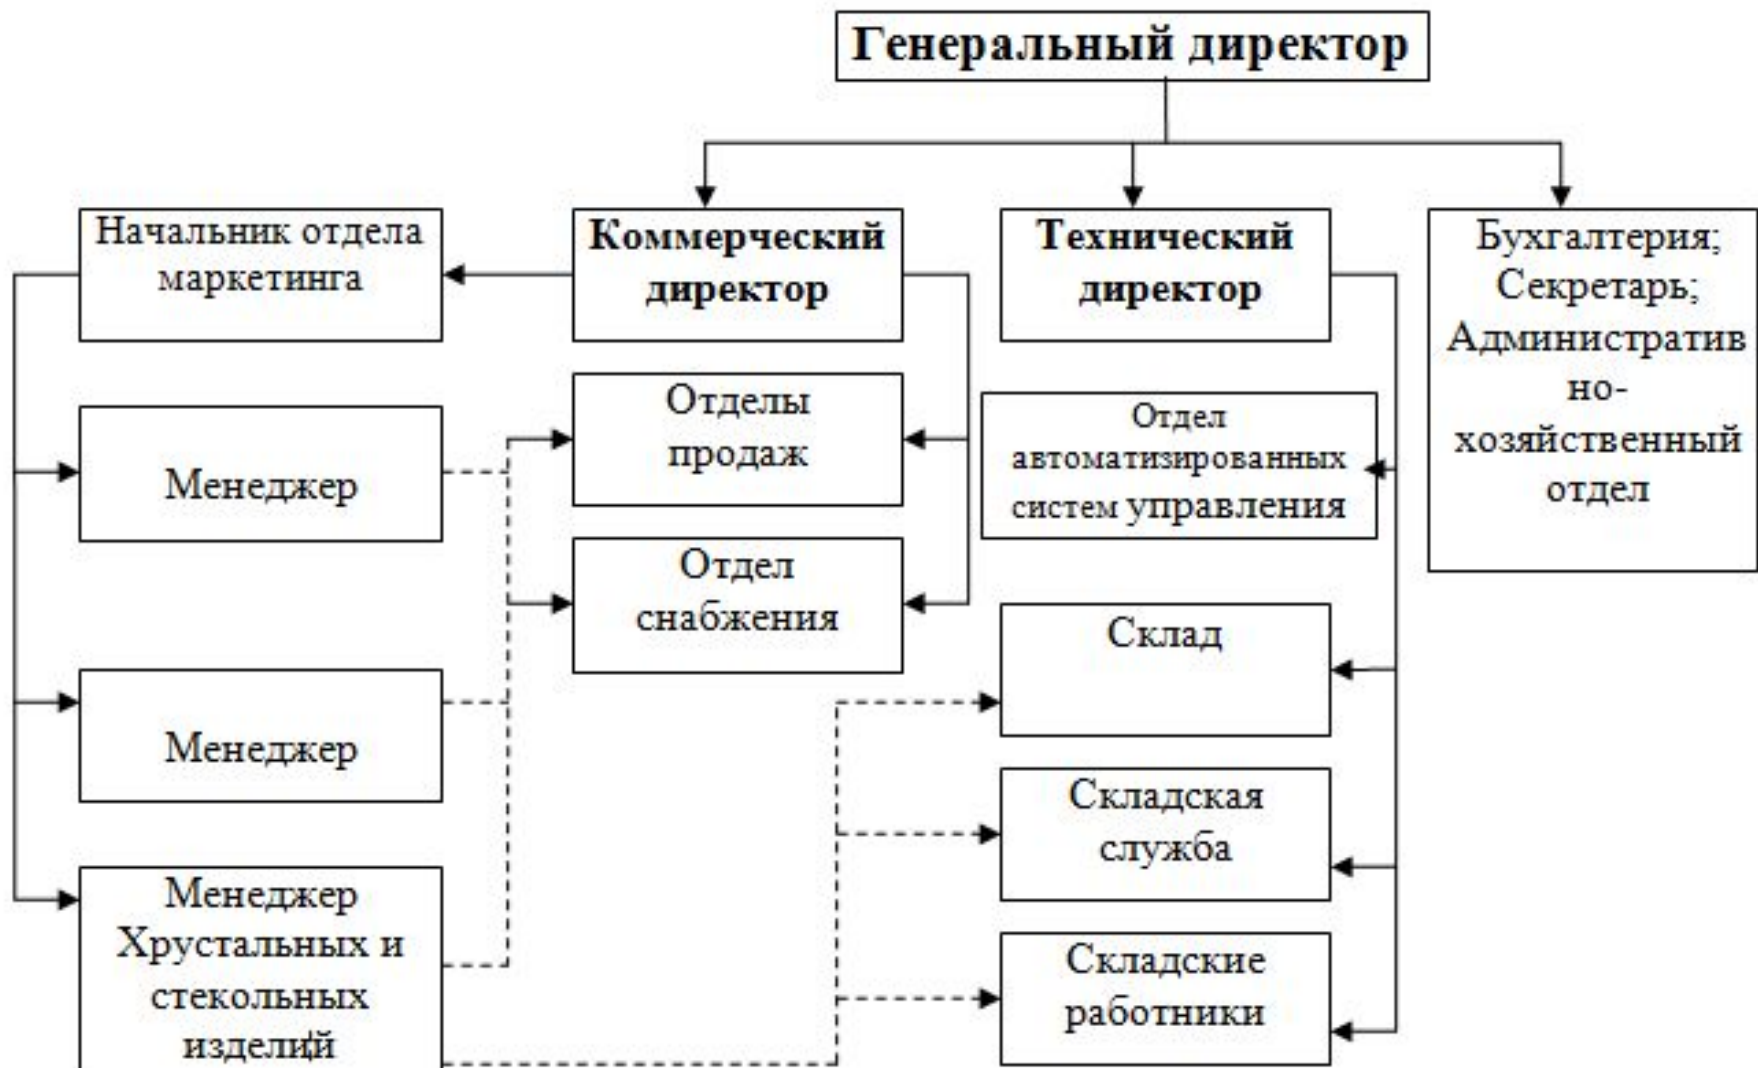 Генеральный директор
Начальник отдела
маркетинга
Коммерческий
директор
Технический
директор
Бухгалтерия;
Секретарь;
Административ
но-
хозяйственный
отдел
Менеджер
Отделы
продаж
Отдел
автоматизированных
систем управления
Отдел
снабжения
Склад
Менеджер
Складская
служба
Менеджер
Хрустальных и
стекольных
изделий
Складские
работники